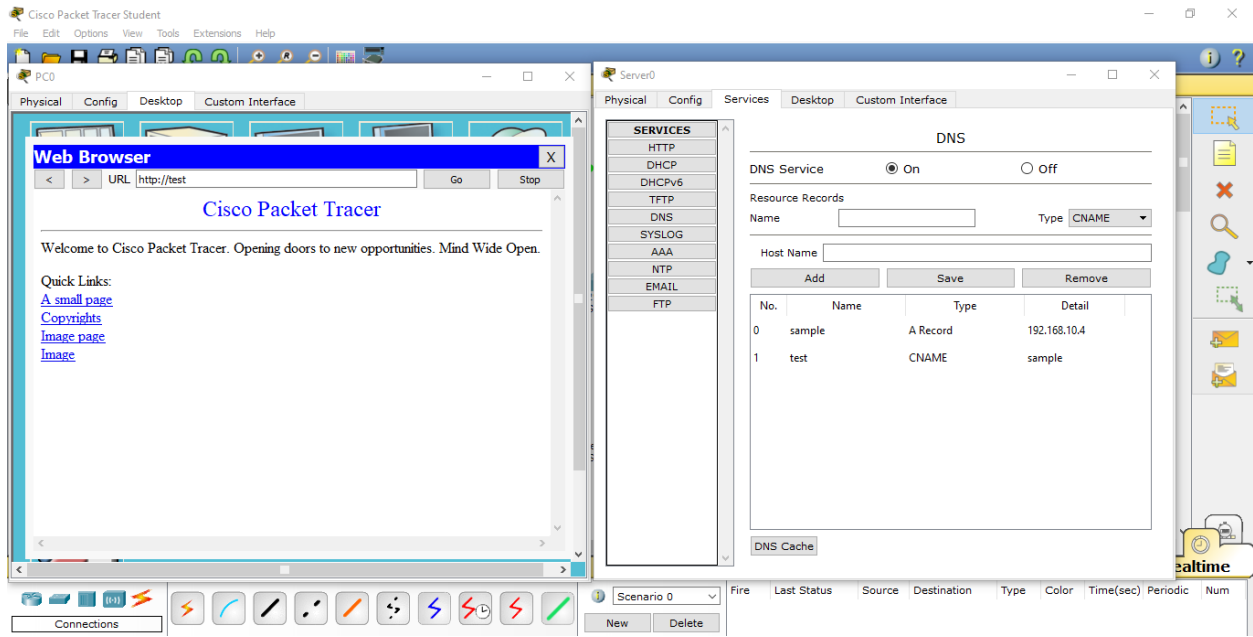 Cisco Packet Tracer Student
File Edit Options View Tools Extensions Help
PC0
Physical Config Desktop Custom Interface
Web Browser X
< > URL http://test Go Stop
Cisco Packet Tracer
Welcome to Cisco Packet Tracer. Opening doors to new opportunities. Mind Wide Open.
Quick Links:
A small page
Copyrights
Image page
Image
Server0
Physical Config Services Desktop Custom Interface
SERVICES
HTTP
DHCP
DHCPv6
TFTP
DNS
SYSLOG
AAA
NTP
EMAIL
FTP
DNS
DNS Service On Off
Resource Records
Name Type CNAME
Host Name
Add Save Remove
No. Name Type Detail
0 sample A Record 192.168.10.4
1 test CNAME sample
DNS Cache
ealtime
Connections
Scenario 0
New Delete
Fire Last Status Source Destination Type Color Time(sec) Periodic Num